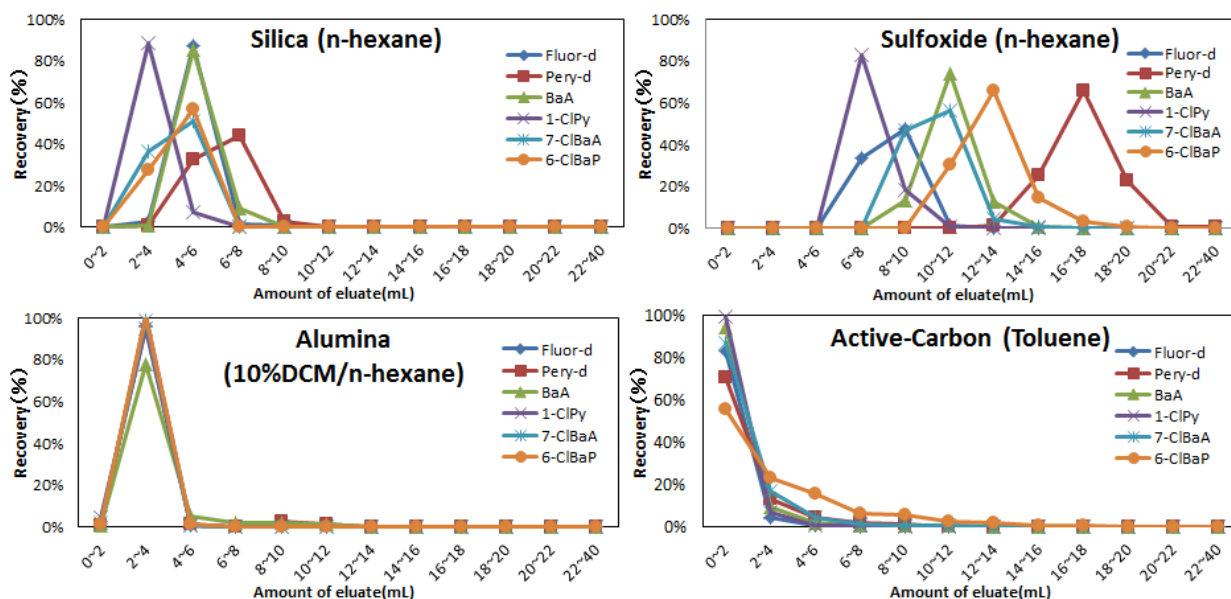 Silica (n-hexane)
Recovery(%)
100%
80%
60%
40%
20%
0%
Fluor-d
Pery-d
BaA
1-ClPy
7-ClBaA
6-ClBaP
0~2
2~4
4~6
6~8
8~10
10~12
12~14
14~16
16~18
18~20
20~22
22~40
Amount of eluate(mL)
Sulfoxide (n-hexane)
Recovery(%)
100%
80%
60%
40%
20%
0%
Fluor-d
Pery-d
BaA
1-ClPy
7-ClBaA
6-ClBaP
0~2
2~4
4~6
6~8
8~10
10~12
12~14
14~16
16~18
18~20
20~22
22~40
Amount of eluate(mL)
Alumina
(10%DCM/n-hexane)
Recovery(%)
100%
80%
60%
40%
20%
0%
Fluor-d
Pery-d
BaA
1-ClPy
7-ClBaA
6-ClBaP
0~2
2~4
4~6
6~8
8~10
10~12
12~14
14~16
16~18
18~20
20~22
22~40
Amount of eluate(mL)
Active-Carbon (Toluene)
Recovery(%)
100%
80%
60%
40%
20%
0%
Fluor-d
Pery-d
BaA
1-ClPy
7-ClBaA
6-ClBaP
0~2
2~4
4~6
6~8
8~10
10~12
12~14
14~16
16~18
18~20
20~22
22~40
Amount of eluate(mL)